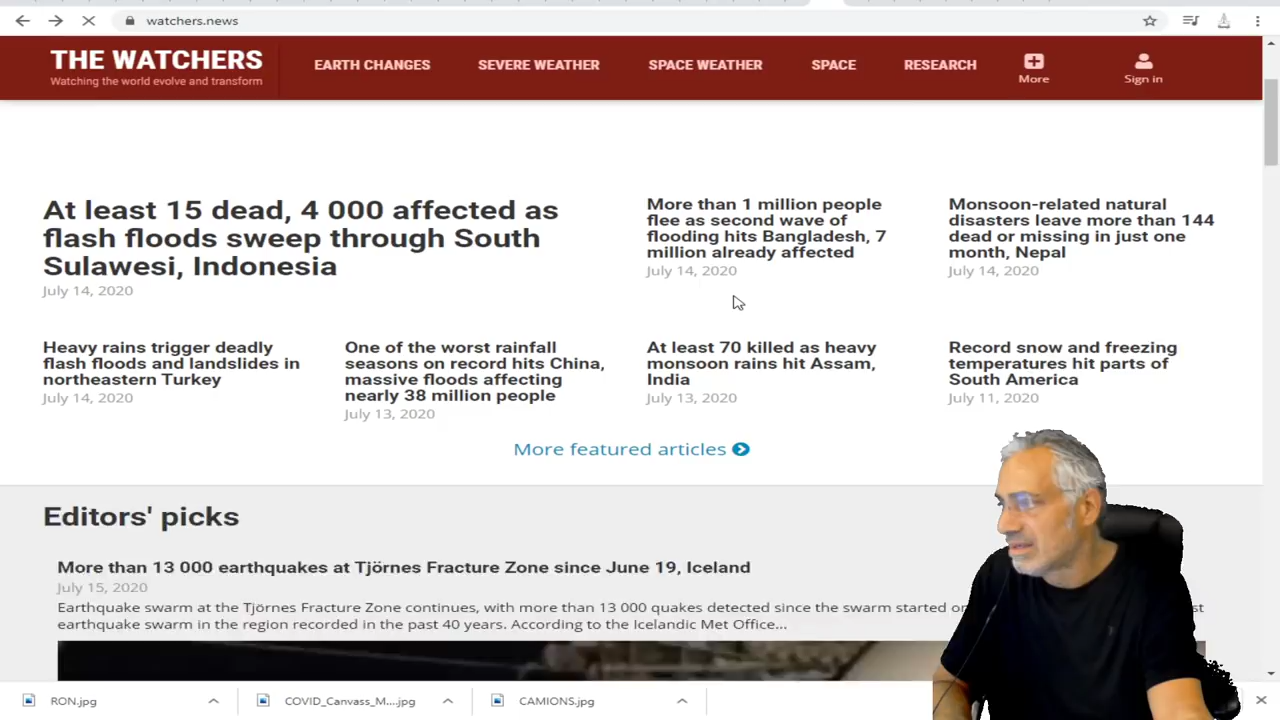 watchers.news
THE WATCHERS
Watching the world evolve and transform
EARTH CHANGES
SEVERE WEATHER
SPACE WEATHER
SPACE
RESEARCH
More
Sign in
At least 15 dead, 4 000 affected as
flash floods sweep through South
Sulawesi, Indonesia
July 14, 2020
More than 1 million people
flee as second wave of
flooding hits Bangladesh, 7
million already affected
July 14, 2020
Monsoon-related natural
disasters leave more than 144
dead or missing in just one
month, Nepal
July 14, 2020
Heavy rains trigger deadly
flash floods and landslides in
northeastern Turkey
July 14, 2020
One of the worst rainfall
seasons on record hits China,
massive floods affecting
nearly 38 million people
July 13, 2020
At least 70 killed as heavy
monsoon rains hit Assam,
India
July 13, 2020
Record snow and freezing
temperatures hit parts of
South America
July 11, 2020
More featured articles
Editors' picks
More than 13 000 earthquakes at Tjörnes Fracture Zone since June 19, Iceland
July 15, 2020
Earthquake swarm at the Tjörnes Fracture Zone continues, with more than 13 000 quakes detected since the swarm started
earthquake swarm in the region recorded in the past 40 years. According to the Icelandic Met Office...
RON.jpg
COVID_Canvass_M....jpg
CAMIONS.jpg